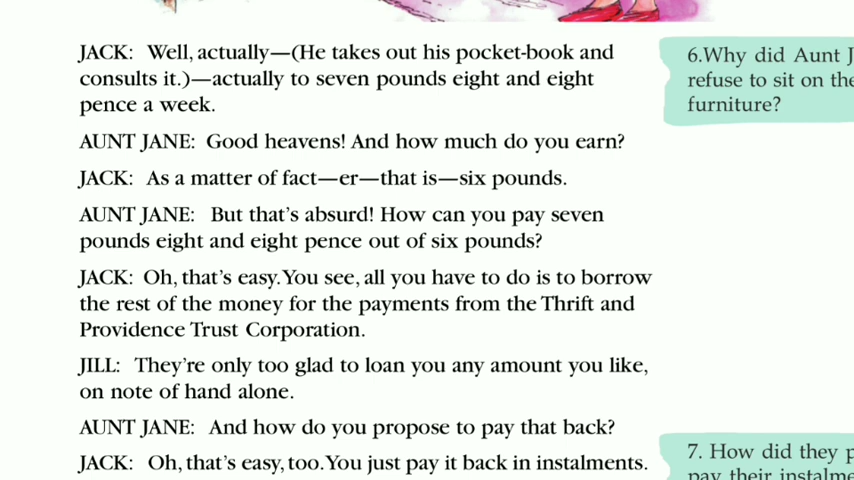 JACK: Well, actually—(He takes out his pocket-book and
consults it.)—actually to seven pounds eight and eight
pence a week.
AUNT JANE: Good heavens! And how much do you earn?
JACK: As a matter of fact—er—that is—six pounds.
AUNT JANE: But that's absurd! How can you pay seven
pounds eight and eight pence out of six pounds?
JACK: Oh, that's easy. You see, all you have to do is to borrow
the rest of the money for the payments from the Thrift and
Providence Trust Corporation.
JILL: They're only too glad to loan you any amount you like,
on note of hand alone.
AUNT JANE: And how do you propose to pay that back?
JACK: Oh, that's easy, too. You just pay it back in instalments.
6.Why did Aunt
refuse to sit on
furniture?
7. How did they
pay their